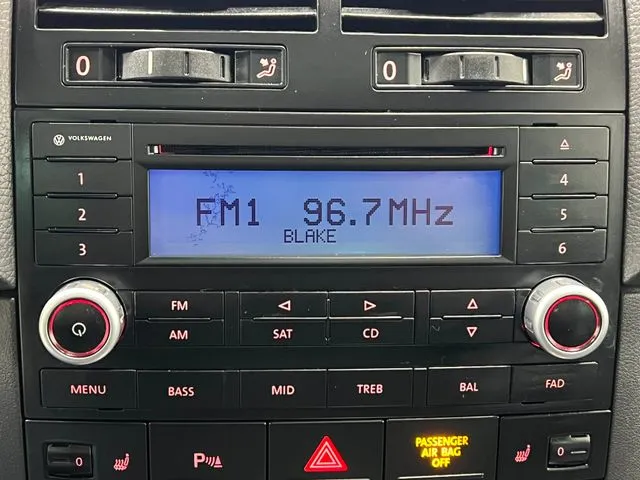 0
0
VOLKSWAGEN
1
2
3
FM1 96.7MHz
BLAKE
4
5
6
FM
AM
SAT
CD
MENU
BASS
MID
TREB
BAL
FAD
0
P
PASSENGER
AIR BAG
OFF
0